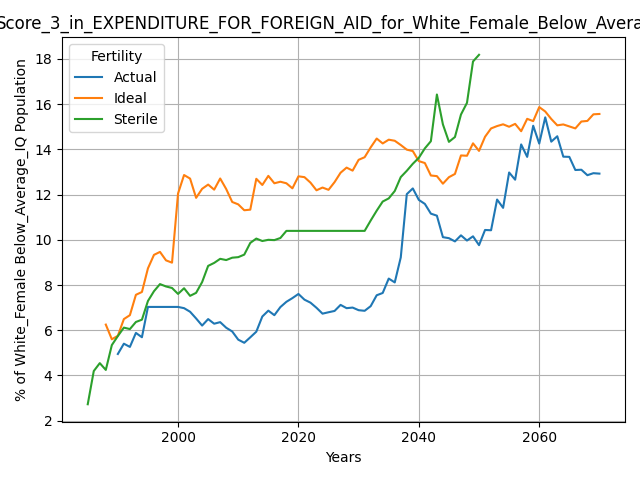 Score_3_in_EXPENDITURE_FOR_FOREIGN_AID_for_White_Female_Below_Avera
Fertility
Actual
Ideal
Sterile
% of White_Female Below_Average_IQ Population
18
16
14
12
10
8
6
4
2
2000
2020
2040
2060
Years